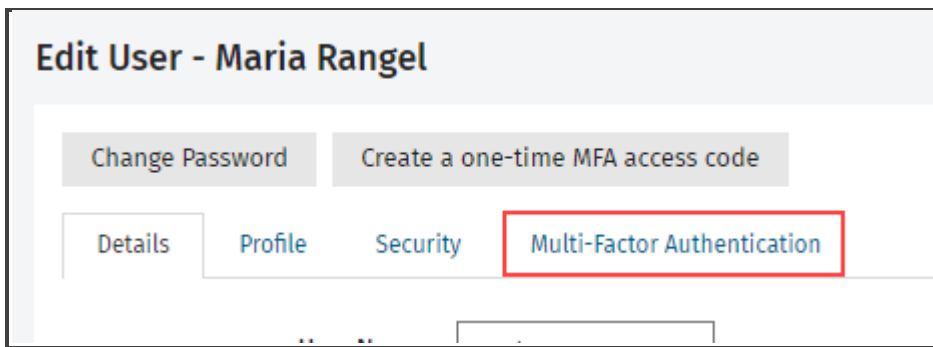 Edit User - Maria Rangel
Change Password Create a one-time MFA access code
Details Profile Security Multi-Factor Authentication